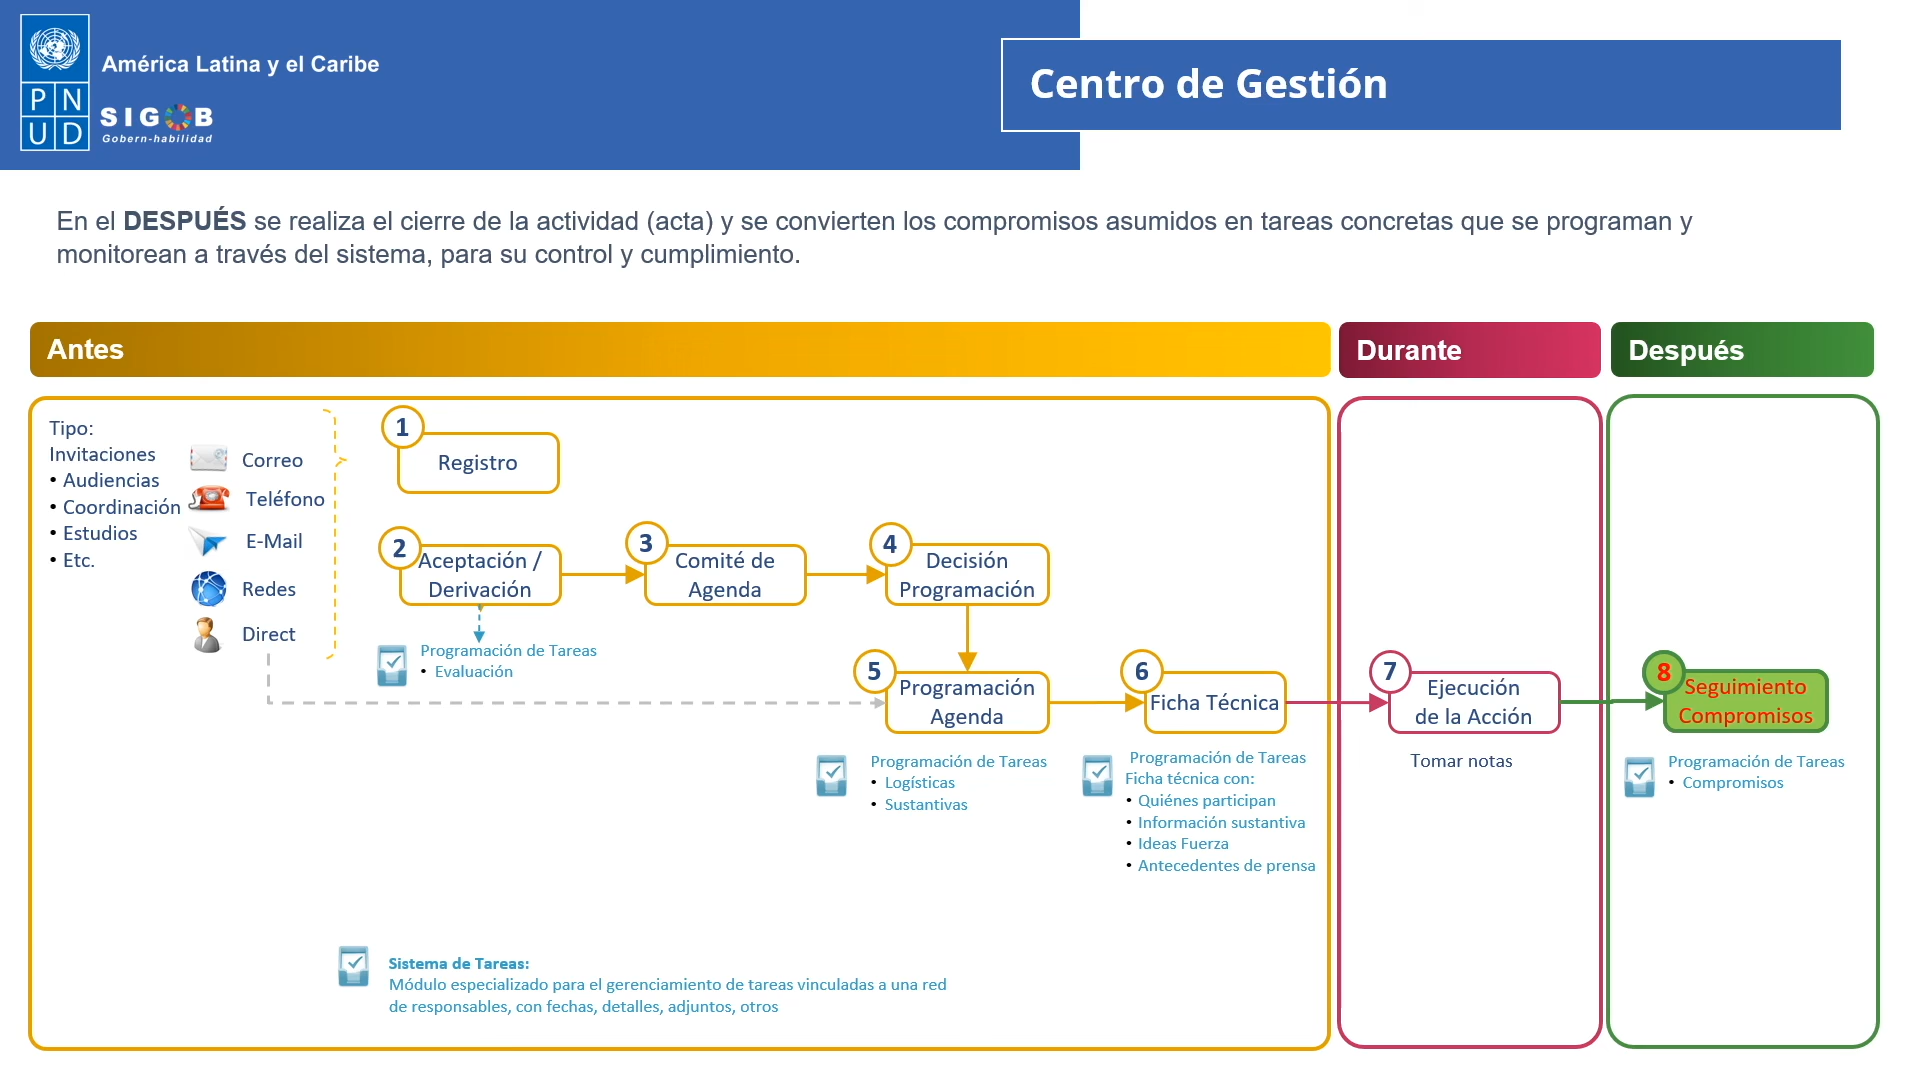 PNUD
América Latina y el Caribe
SIGOB
Gobern-habilidad
Centro de Gestión
En el DESPUÉS se realiza el cierre de la actividad (acta) y se convierten los compromisos asumidos en tareas concretas que se programan y
monitorean a través del sistema, para su control y cumplimiento.
Antes
Durante
Después
Tipo:
Invitaciones
• Audiencias
• Coordinación
• Estudios
• Etc.
Correo
Teléfono
E-Mail
Redes
Direct
1
Registro
2
Aceptación /
Derivación
Programación de Tareas
• Evaluación
3
Comité de
Agenda
4
Decisión
Programación
5
Programación
Agenda
Programación de Tareas
• Logísticas
• Sustantivas
6
Ficha Técnica
Programación de Tareas
Ficha técnica con:
• Quiénes participan
• Información sustantiva
• Ideas Fuerza
• Antecedentes de prensa
7
Ejecución
de la Acción
Tomar notas
8
Seguimiento
Compromisos
Programación de Tareas
• Compromisos
Sistema de Tareas:
Módulo especializado para el gerenciamiento de tareas vinculadas a una red
de responsables, con fechas, detalles, adjuntos, otros